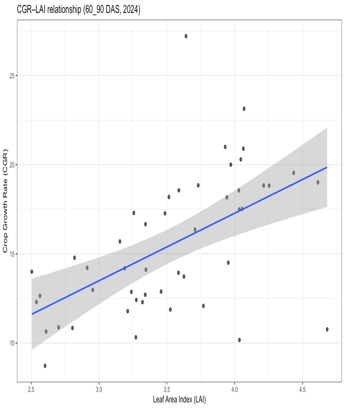 CGR–LAI relationship (60_90 DAS, 2024)
Crop Growth Rate (CGR)
25
20
15
10
2.5 3.0 3.5 4.0 4.5
Leaf Area Index (LAI)